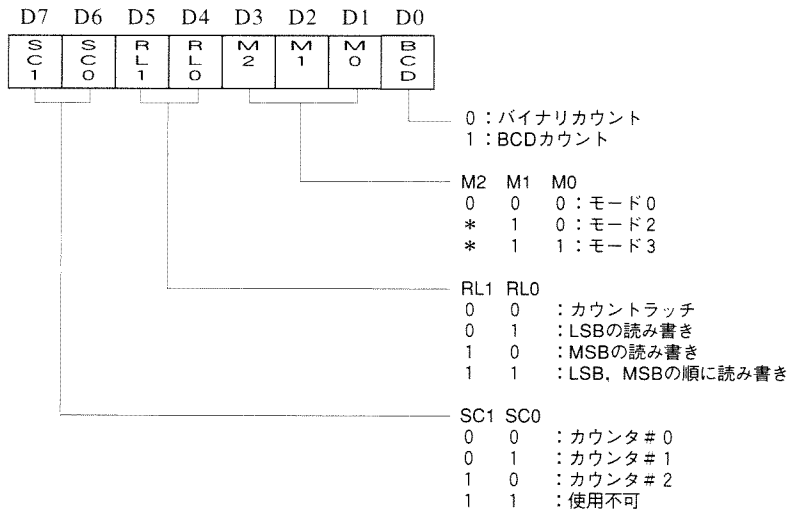 D7 D6 D5 D4 D3 D2 D1 D0
SC1 SC0 RL1 RL0 M2 M1 M0 BCD
0：バイナリカウント
1：BCDカウント
M2 M1 M0
0 0 0：モード0
* 1 0：モード2
* 1 1：モード3
RL1 RL0
0 0 ：カウントラッチ
0 1 ：LSBの読み書き
1 0 ：MSBの読み書き
1 1 ：LSB，MSBの順に読み書き
SC1 SC0
0 0 ：カウンタ＃0
0 1 ：カウンタ＃1
1 0 ：カウンタ＃2
1 1 ：使用不可